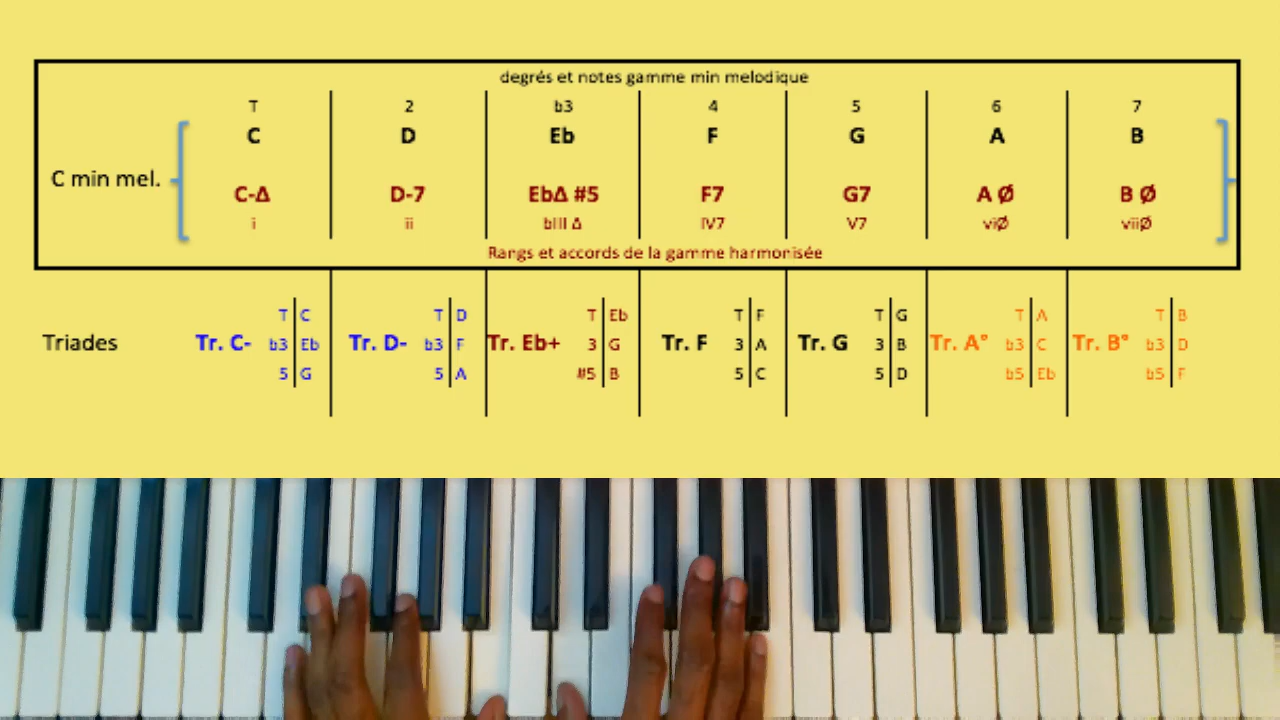 degrés et notes gamme min melodique
T 2 b3 4 5 6 7
C D Eb F G A B
C min mel.
C-Δ D-7 EbΔ #5 F7 G7 A Ø B Ø
i ii bIII Δ IV7 V7 viØ viiØ
Rangs et accords de la gamme harmonisée
T C T D T Eb T F T G T A T B
Triades Tr. C- b3 Eb Tr. D- b3 F Tr. Eb+ 3 G Tr. F 3 A Tr. G 3 B Tr. A° b3 C Tr. B° b3 D
5 G 5 A #5 B 5 C 5 D b5 Eb b5 F